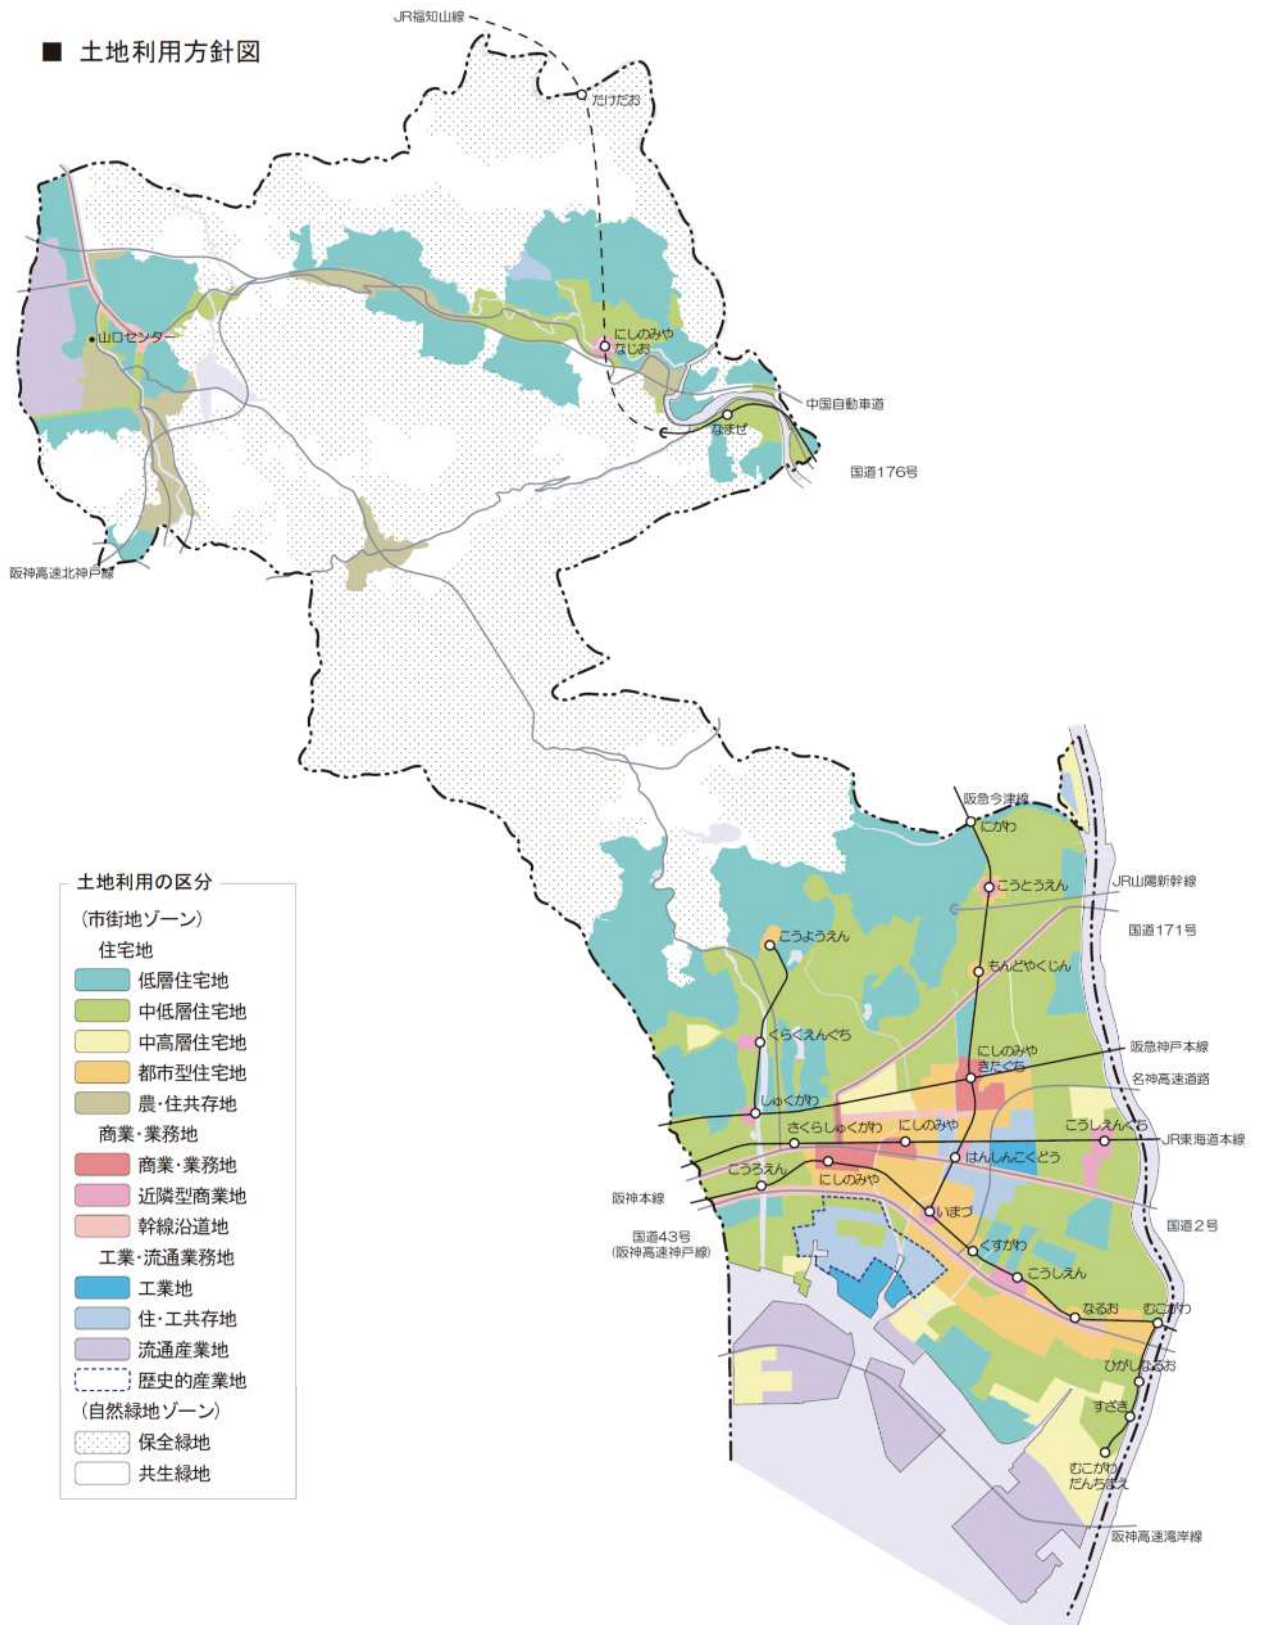 JR福知山線
■ 土地利用方針図
たけだお
山口センター
にしのみや
なじお
中国自動車道
なまぜ
国道176号
阪神高速北神戸線
阪急今津線
にがわ
こうとうえん
JR山陽新幹線
国道171号
こうようえん
もんどやくじん
くらくえんぐち
にしのみや
きたぐち
阪急神戸本線
名神高速道路
しゅくがわ
さくらしゅくがわ
にしのみや
こうしえんぐち
JR東海道本線
はんしんこくどう
こうろえん
にしのみや
阪神本線
いまづ
国道2号
国道43号
(阪神高速神戸線)
くすがわ
こうしえん
なるお
むこがわ
ひがしなるお
すざき
むこがわ
だんちまえ
阪神高速湾岸線
土地利用の区分
(市街地ゾーン)
住宅地
低層住宅地
中低層住宅地
中高層住宅地
都市型住宅地
農・住共存地
商業・業務地
商業・業務地
近隣型商業地
幹線沿道地
工業・流通業務地
工業地
住・工共存地
流通産業地
歴史的産業地
(自然緑地ゾーン)
保全緑地
共生緑地